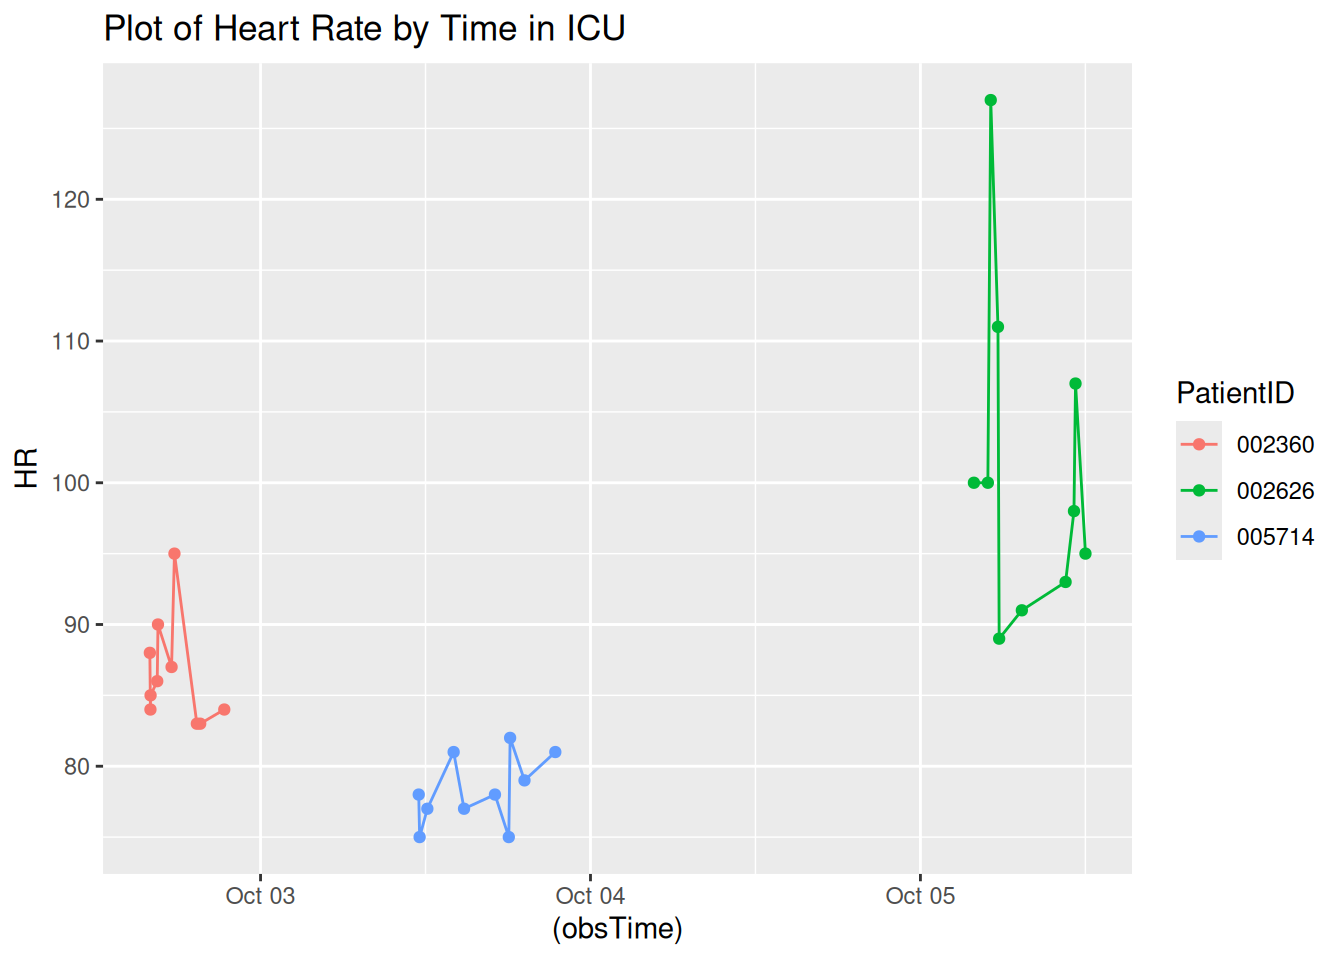 Plot of Heart Rate by Time in ICU
HR
120
110
100
90
80
Oct 03
Oct 04
Oct 05
(obsTime)
PatientID
002360
002626
005714